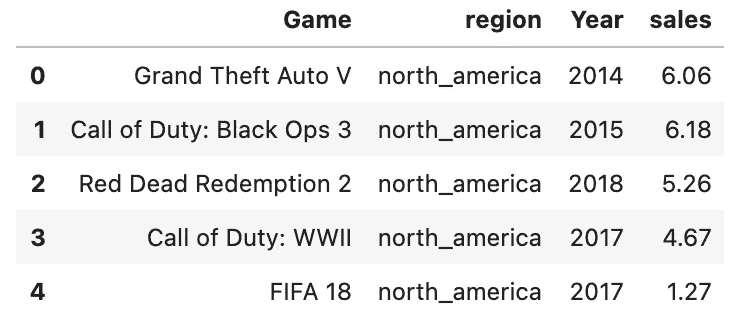 Game region Year sales
0 Grand Theft Auto V north_america 2014 6.06
1 Call of Duty: Black Ops 3 north_america 2015 6.18
2 Red Dead Redemption 2 north_america 2018 5.26
3 Call of Duty: WWII north_america 2017 4.67
4 FIFA 18 north_america 2017 1.27